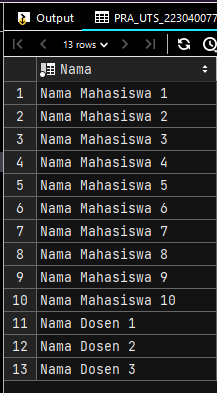 Output
PRA_UTS_223040077
13 rows
Nama
1 Nama Mahasiswa 1
2 Nama Mahasiswa 2
3 Nama Mahasiswa 3
4 Nama Mahasiswa 4
5 Nama Mahasiswa 5
6 Nama Mahasiswa 6
7 Nama Mahasiswa 7
8 Nama Mahasiswa 8
9 Nama Mahasiswa 9
10 Nama Mahasiswa 10
11 Nama Dosen 1
12 Nama Dosen 2
13 Nama Dosen 3